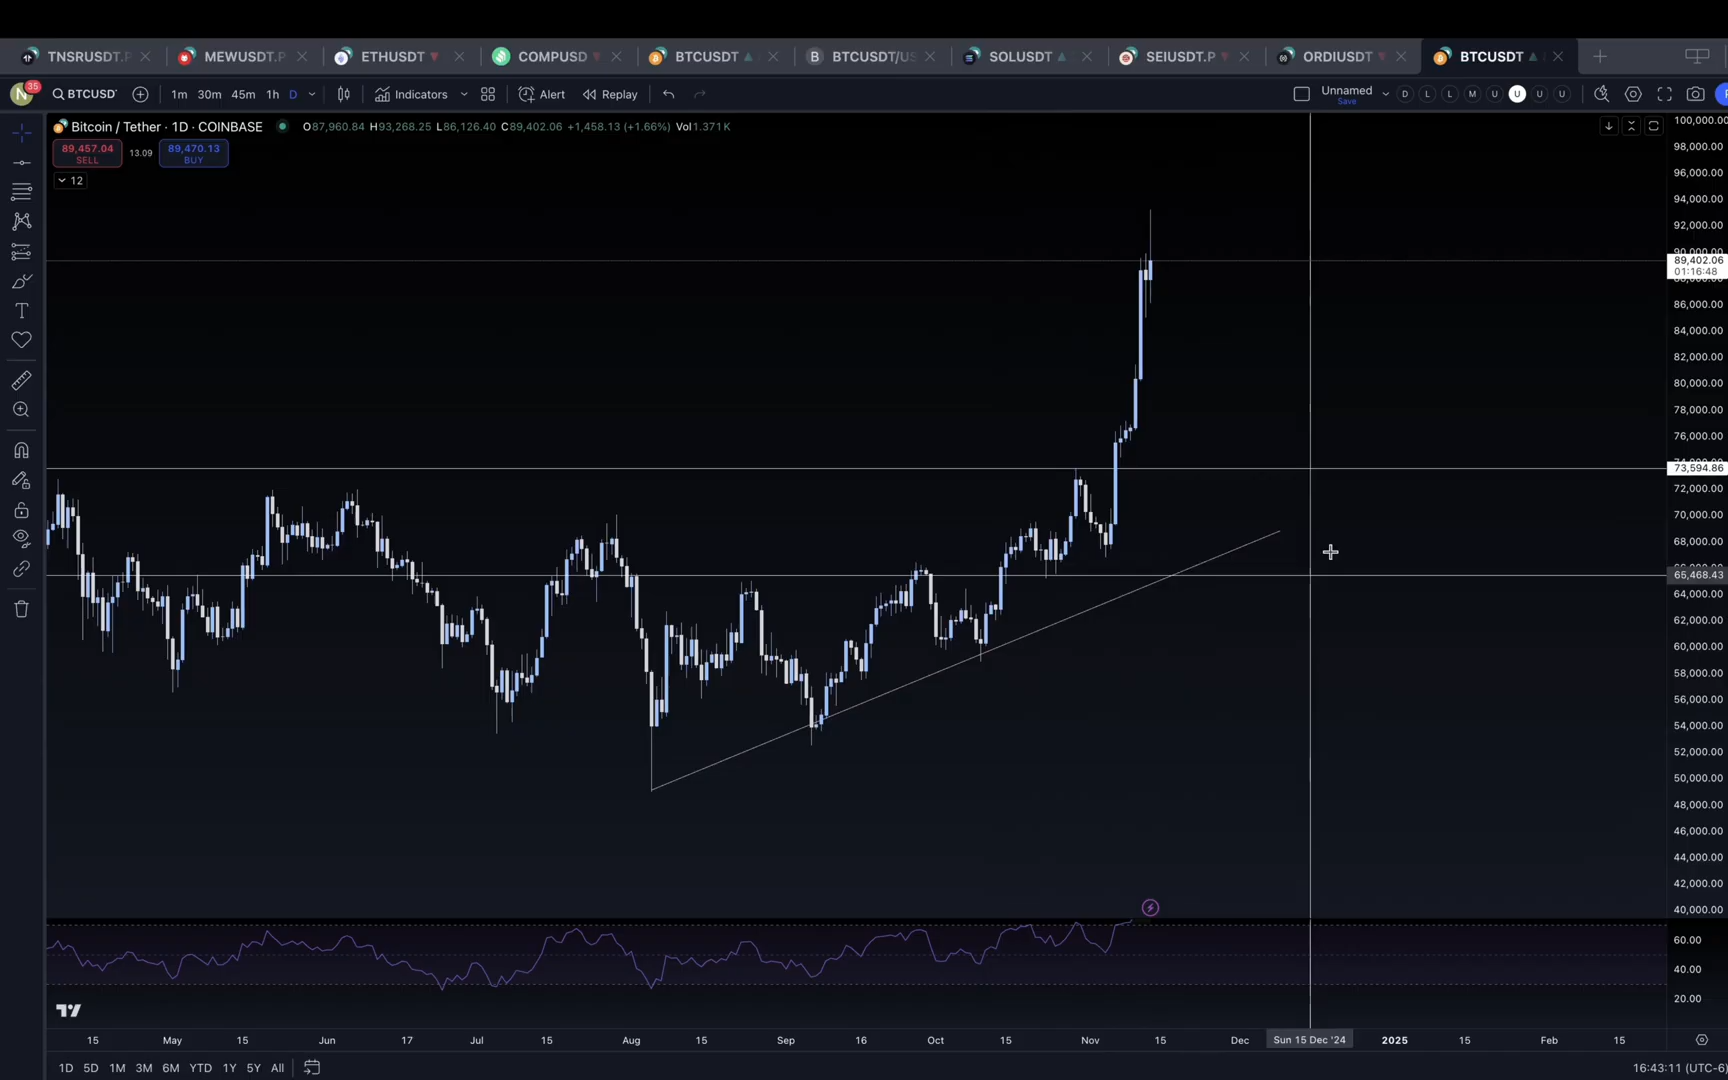 TNSRUSDT.P
MEWUSDT.P
ETHUSDT
COMPUSD
BTCUSDT
BTCUSDT/US
SOLUSDT
SEIUSDT.P
ORDIUSDT
BTCUSDT
N
35
BTCUSD
1m 30m 45m 1h D
Indicators
Alert
Replay
Unnamed
Save
D L L M U U U U
Bitcoin / Tether · 1D · COINBASE
O87,960.84 H93,268.25 L86,126.40 C89,402.06 +1,458.13 (+1.66%) Vol1.371 K
89,457.04
SELL
13.09
89,470.13
BUY
12
100,000.00
98,000.00
96,000.00
94,000.00
92,000.00
90,000.00
89,402.06
01:16:48
86,000.00
84,000.00
82,000.00
80,000.00
78,000.00
76,000.00
73,594.86
72,000.00
70,000.00
68,000.00
65,468.43
64,000.00
62,000.00
60,000.00
58,000.00
56,000.00
54,000.00
52,000.00
50,000.00
48,000.00
46,000.00
44,000.00
42,000.00
40,000.00
60.00
40.00
20.00
15 May 15 Jun 17 Jul 15 Aug 15 Sep 16 Oct 15 Nov 15 Dec Sun 15 Dec '24 2025 15 Feb 15
1D 5D 1M 3M 6M YTD 1Y 5Y All
16:43:11 (UTC-6)